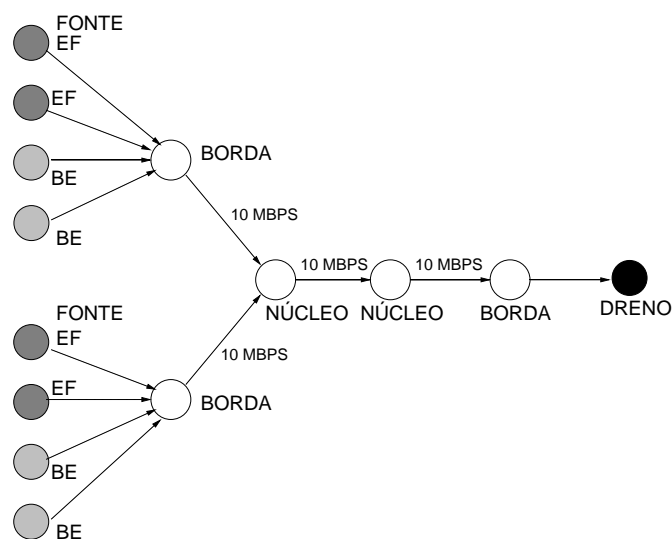 FONTE
EF
EF
BE
BE
BORDA
10 MBPS
10 MBPS
10 MBPS
NÚCLEO
NÚCLEO
BORDA
DRENO
FONTE
EF
EF
BE
BE
BORDA
10 MBPS